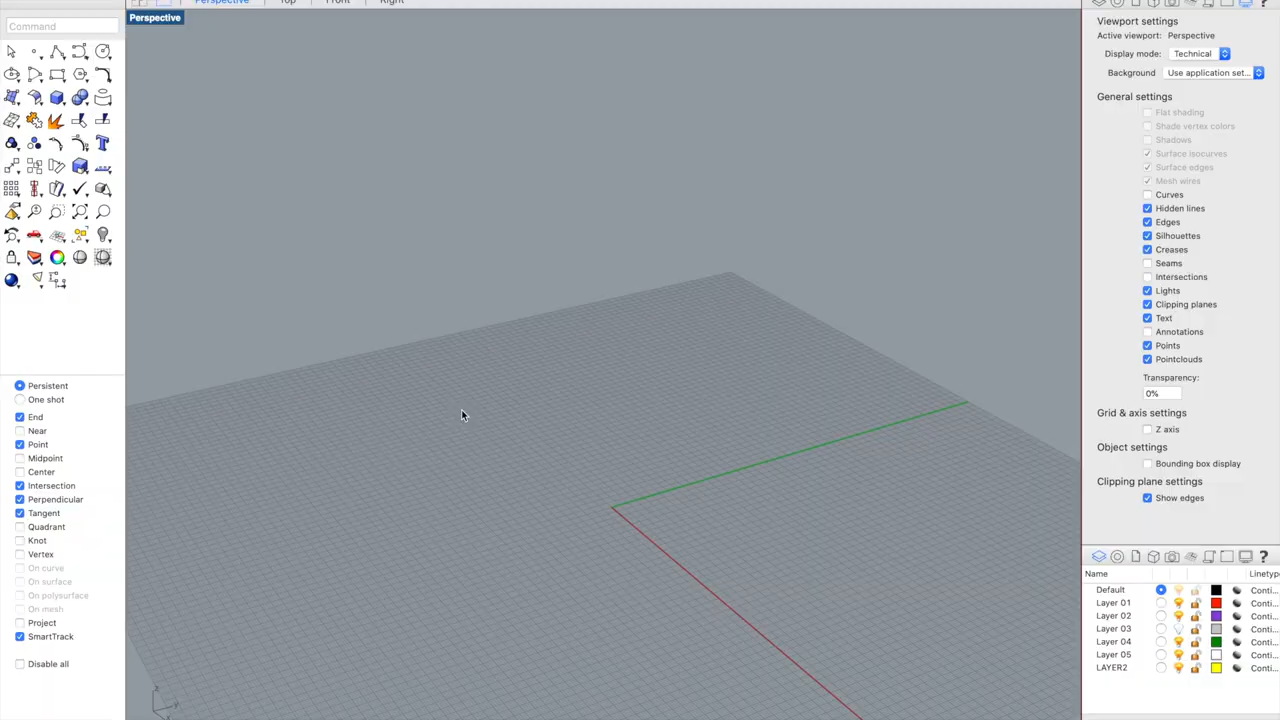 Perspective Top Front Right
Perspective
Command
Persistent
One shot
End
Near
Point
Midpoint
Center
Intersection
Perpendicular
Tangent
Quadrant
Knot
Vertex
On curve
On surface
On polysurface
On mesh
Project
SmartTrack
Disable all
z
y
x
Viewport settings
Active viewport: Perspective
Display mode: Technical
Background Use application set...
General settings
Flat shading
Shade vertex colors
Shadows
Surface isocurves
Surface edges
Mesh wires
Curves
Hidden lines
Edges
Silhouettes
Creases
Seams
Intersections
Lights
Clipping planes
Text
Annotations
Points
Pointclouds
Transparency:
0%
Grid & axis settings
Z axis
Object settings
Bounding box display
Clipping plane settings
Show edges
Name Linetyp
Default Conti...
Layer 01 Conti...
Layer 02 Conti...
Layer 03 Conti...
Layer 04 Conti...
Layer 05 Conti...
LAYER2 Conti...